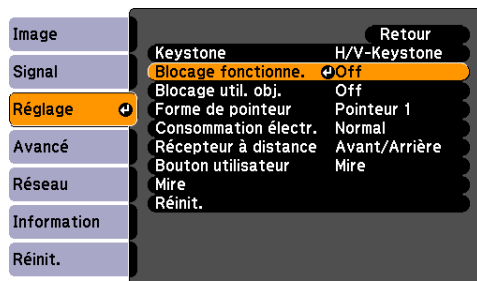 Image
Signal
Réglage
Avancé
Réseau
Information
Réinit.
Retour
Keystone H/V-Keystone
Blocage fonctionne. Off
Blocage util. obj. Off
Forme de pointeur Pointeur 1
Consommation électr. Normal
Récepteur à distance Avant/Arrière
Bouton utilisateur Mire
Mire
Réinit.